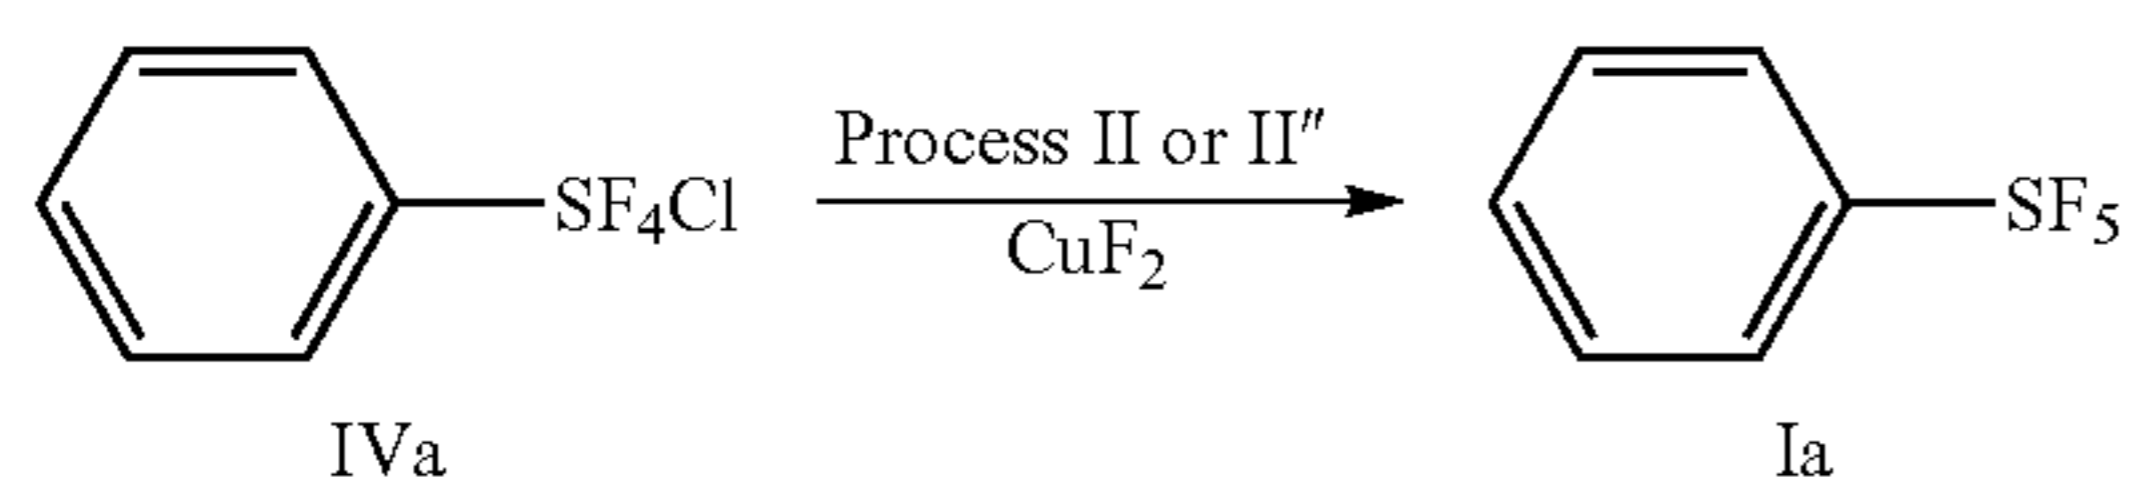 Process II or II″
SF₄Cl
CuF₂
SF₅
IVa
Ia